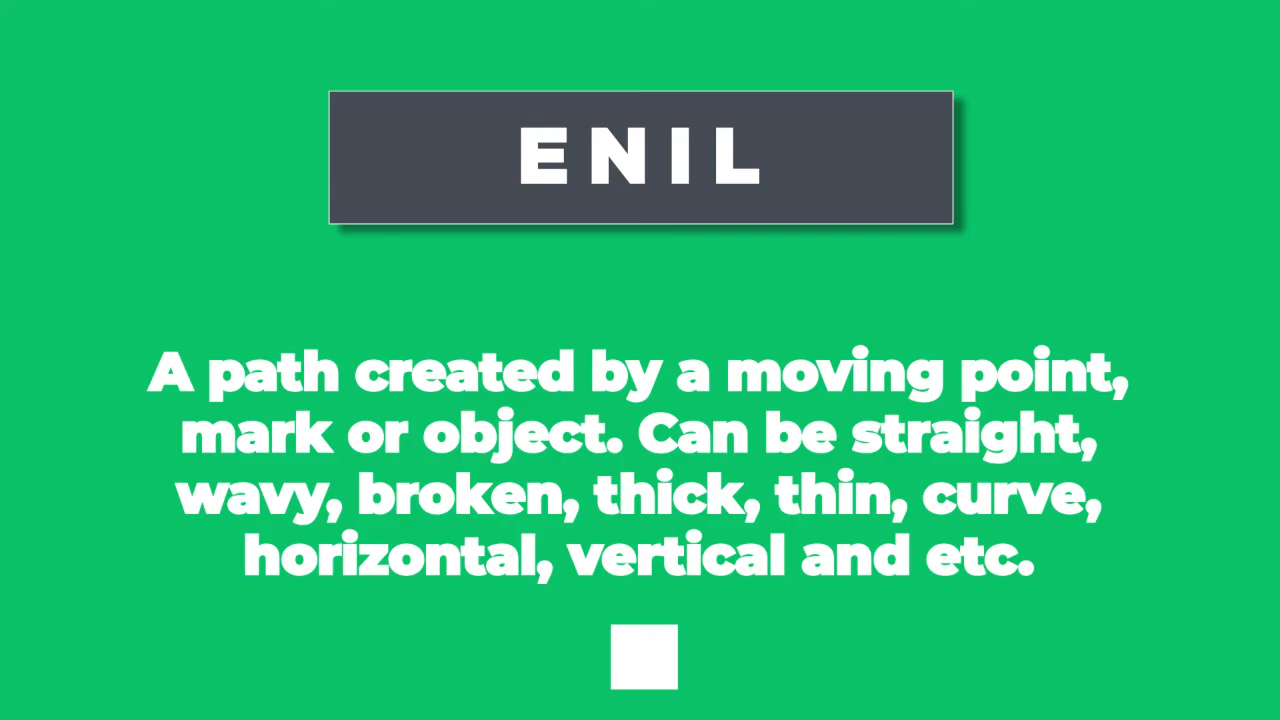 ENIL
A path created by a moving point,
mark or object. Can be straight,
wavy, broken, thick, thin, curve,
horizontal, vertical and etc.